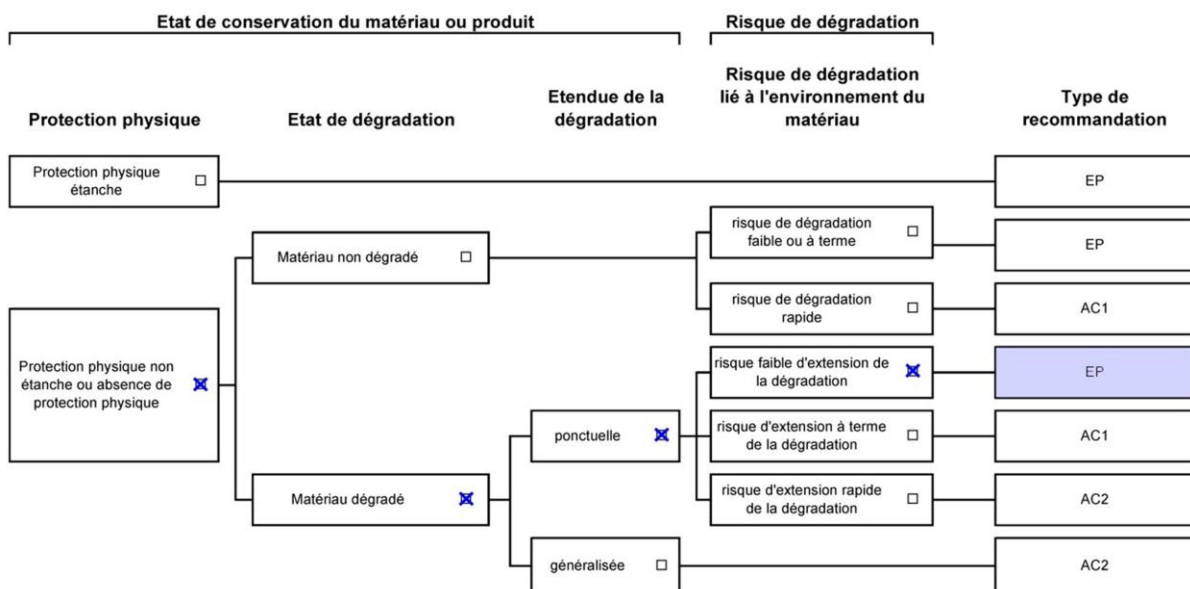 Etat de conservation du matériau ou produit
Risque de dégradation
Protection physique
Etat de dégradation
Etendue de la
dégradation
Risque de dégradation
lié à l'environnement du
matériau
Type de
recommandation
Protection physique
étanche
EP
Protection physique non
étanche ou absence de
protection physique
Matériau non dégradé
risque de dégradation
faible ou à terme
EP
risque de dégradation
rapide
AC1
Matériau dégradé
ponctuelle
risque faible d'extension de
la dégradation
EP
risque d'extension à terme
de la dégradation
AC1
risque d'extension rapide
de la dégradation
AC2
généralisée
AC2